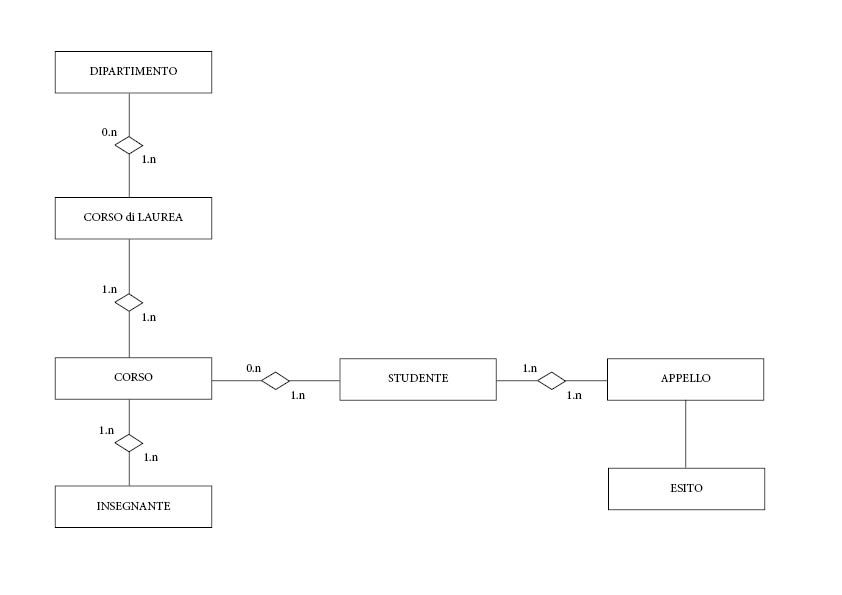 DIPARTIMENTO
0.n
1.n
CORSO di LAUREA
1.n
1.n
CORSO
0.n
1.n
STUDENTE
1.n
1.n
APPELLO
1.n
1.n
INSEGNANTE
ESITO